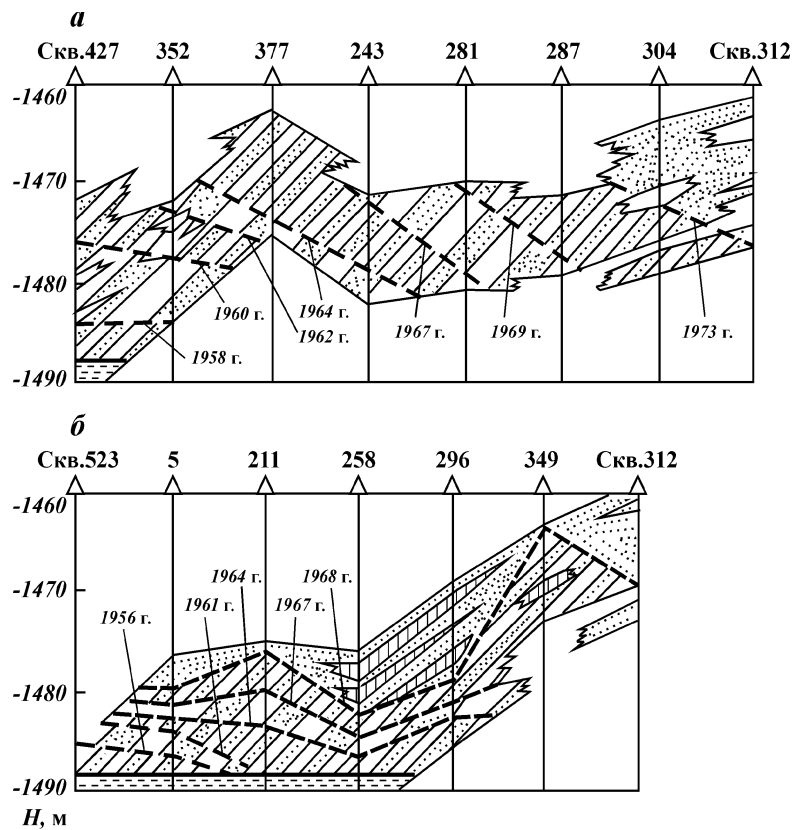 а
Скв.427 352 377 243 281 287 304 Скв.312
-1460
-1470
-1480
-1490
1960 г.
1964 г.
1962 г.
1967 г.
1969 г.
1973 г.
1958 г.
б
Скв.523 5 211 258 296 349 Скв.312
-1460
-1470
-1480
-1490
1964 г.
1968 г.
1956 г.
1961 г.
1967 г.
Н, м